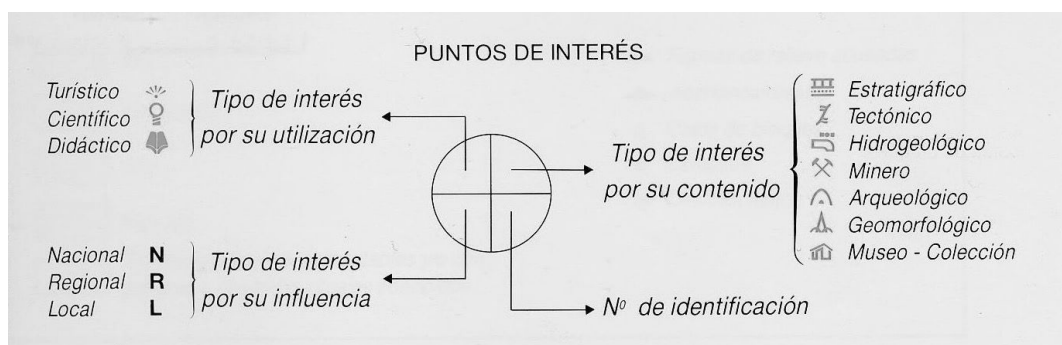 PUNTOS DE INTERÉS
Turístico
Científico
Didáctico
Tipo de interés
por su utilización
Tipo de interés
por su contenido
Estratigráfico
Tectónico
Hidrogeológico
Minero
Arqueológico
Geomorfológico
Museo - Colección
Nacional N
Regional R
Local L
Tipo de interés
por su influencia
Nº de identificación